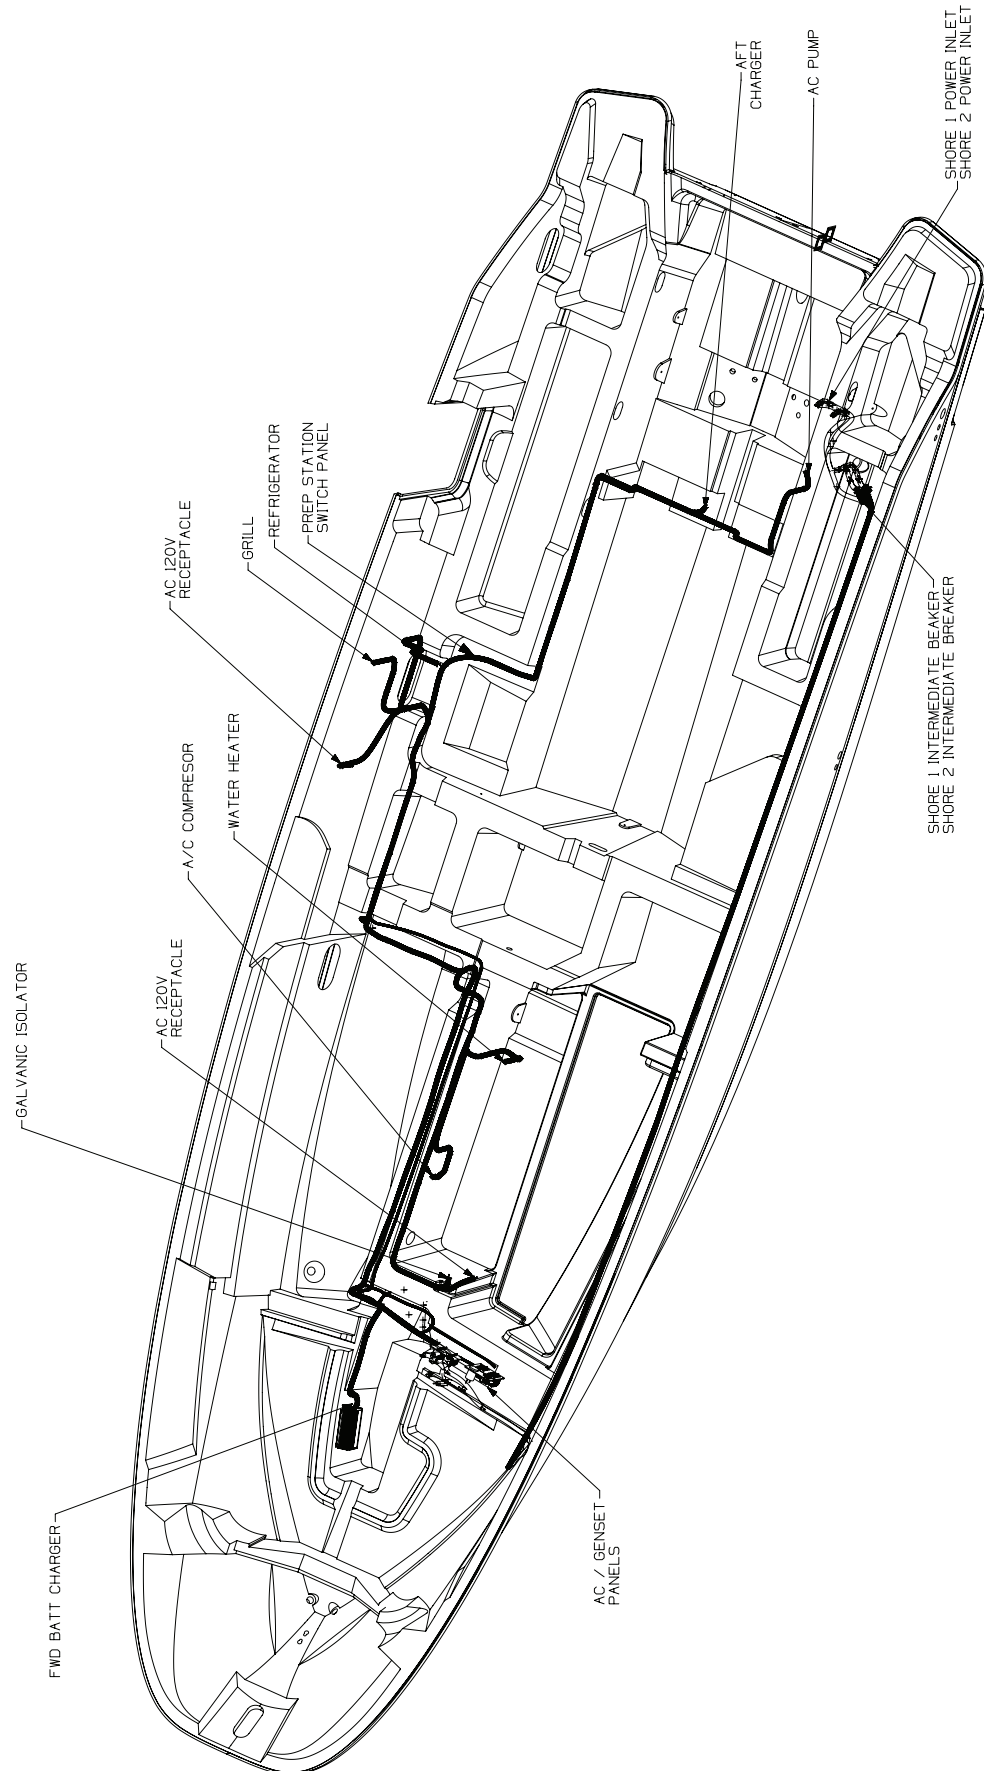 GALVANIC ISOLATOR
FWD BATT CHARGER
AC 120V
RECEPTACLE
A/C COMPRESOR
WATER HEATER
AC 120V
RECEPTACLE
GRILL
REFRIGERATOR
PREP STATION
SWITCH PANEL
AC / GENSET
PANELS
AFT
CHARGER
AC PUMP
SHORE 1 INTERMEDIATE BEAKER
SHORE 2 INTERMEDIATE BREAKER
SHORE 1 POWER INLET
SHORE 2 POWER INLET